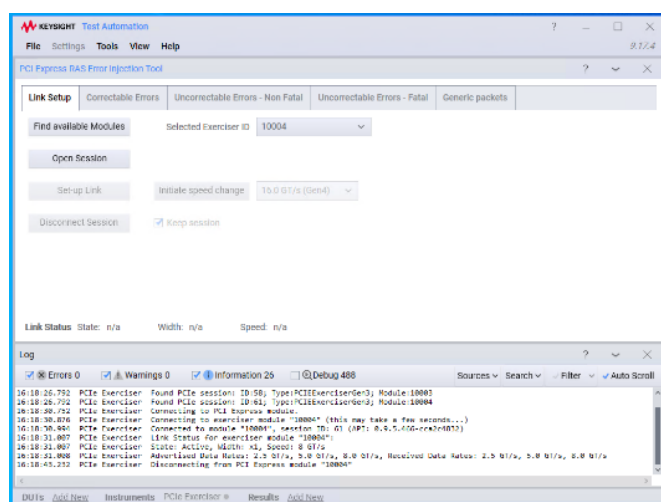 KEYSIGHT Test Automation
File Settings Tools View Help 9.17.4
PCI Express RAS Error Injection Tool
Link Setup Correctable Errors Uncorrectable Errors - Non Fatal Uncorrectable Errors - Fatal Generic packets
Find available Modules Selected Exerciser ID 10004
Open Session
Set-up Link Initiate speed change 16.0 GT/s (Gen4)
Disconnect Session Keep session
Link Status State: n/a Width: n/a Speed: n/a
Log
Errors 0 Warnings 0 Information 26 Debug 488 Sources Search Filter Auto Scroll
16:18:26.792 PCIe Exerciser Found PCIe session: ID:58; Type:PCIEExerciserGen3; Module:10003
16:18:26.792 PCIe Exerciser Found PCIe session: ID:61; Type:PCIEExerciserGen3; Module:10004
16:18:30.752 PCIe Exerciser Connecting to PCI Express module.
16:18:30.876 PCIe Exerciser Connecting to exerciser module "10004" (this may take a few seconds...)
16:18:30.994 PCIe Exerciser Connected to module "10004", session ID: 61 (API:
16:18:31.007 PCIe Exerciser Link Status for exerciser module "10004":
16:18:31.007 PCIe Exerciser State: Active, Width: x1, Speed: 8 GT/s
16:18:31.008 PCIe Exerciser Advertised Data Rates: 2.5 GT/s, 5.0 GT/s, 8.0 GT/s, Received Data Rates: 2.5 GT/s, 5.0 GT/s, 8.0 GT/s
16:18:43.232 PCIe Exerciser Disconnecting from PCI Express module "10004"
DUTs Add New Instruments PCIe Exerciser Results Add New